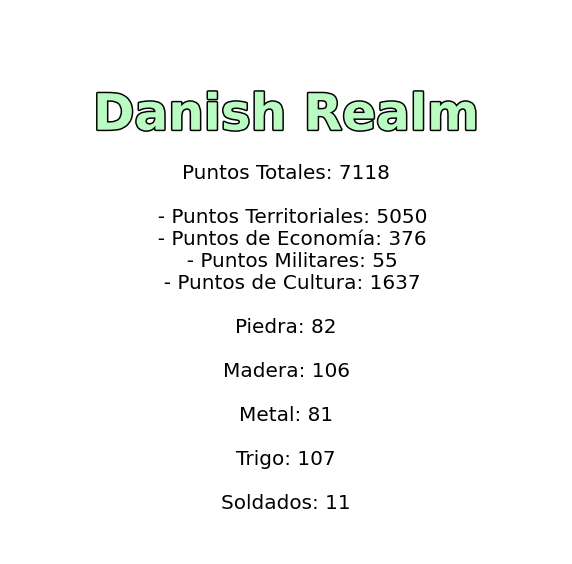 Danish Realm
Puntos Totales: 7118
- Puntos Territoriales: 5050
- Puntos de Economía: 376
- Puntos Militares: 55
- Puntos de Cultura: 1637
Piedra: 82
Madera: 106
Metal: 81
Trigo: 107
Soldados: 11